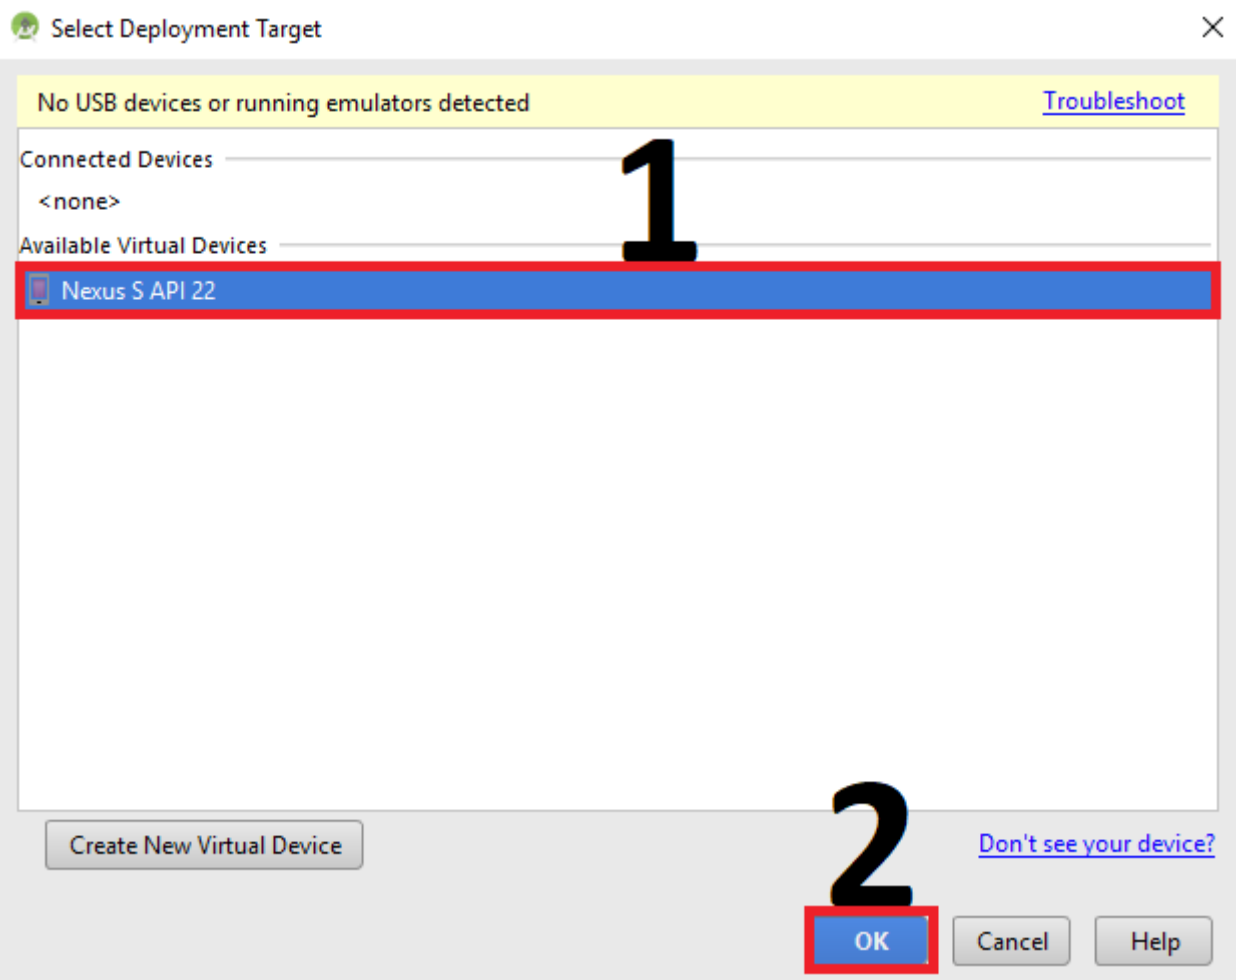 Select Deployment Target
No USB devices or running emulators detected Troubleshoot
Connected Devices
<none>
Available Virtual Devices
1
Nexus S API 22
Create New Virtual Device
Don't see your device?
2
OK Cancel Help